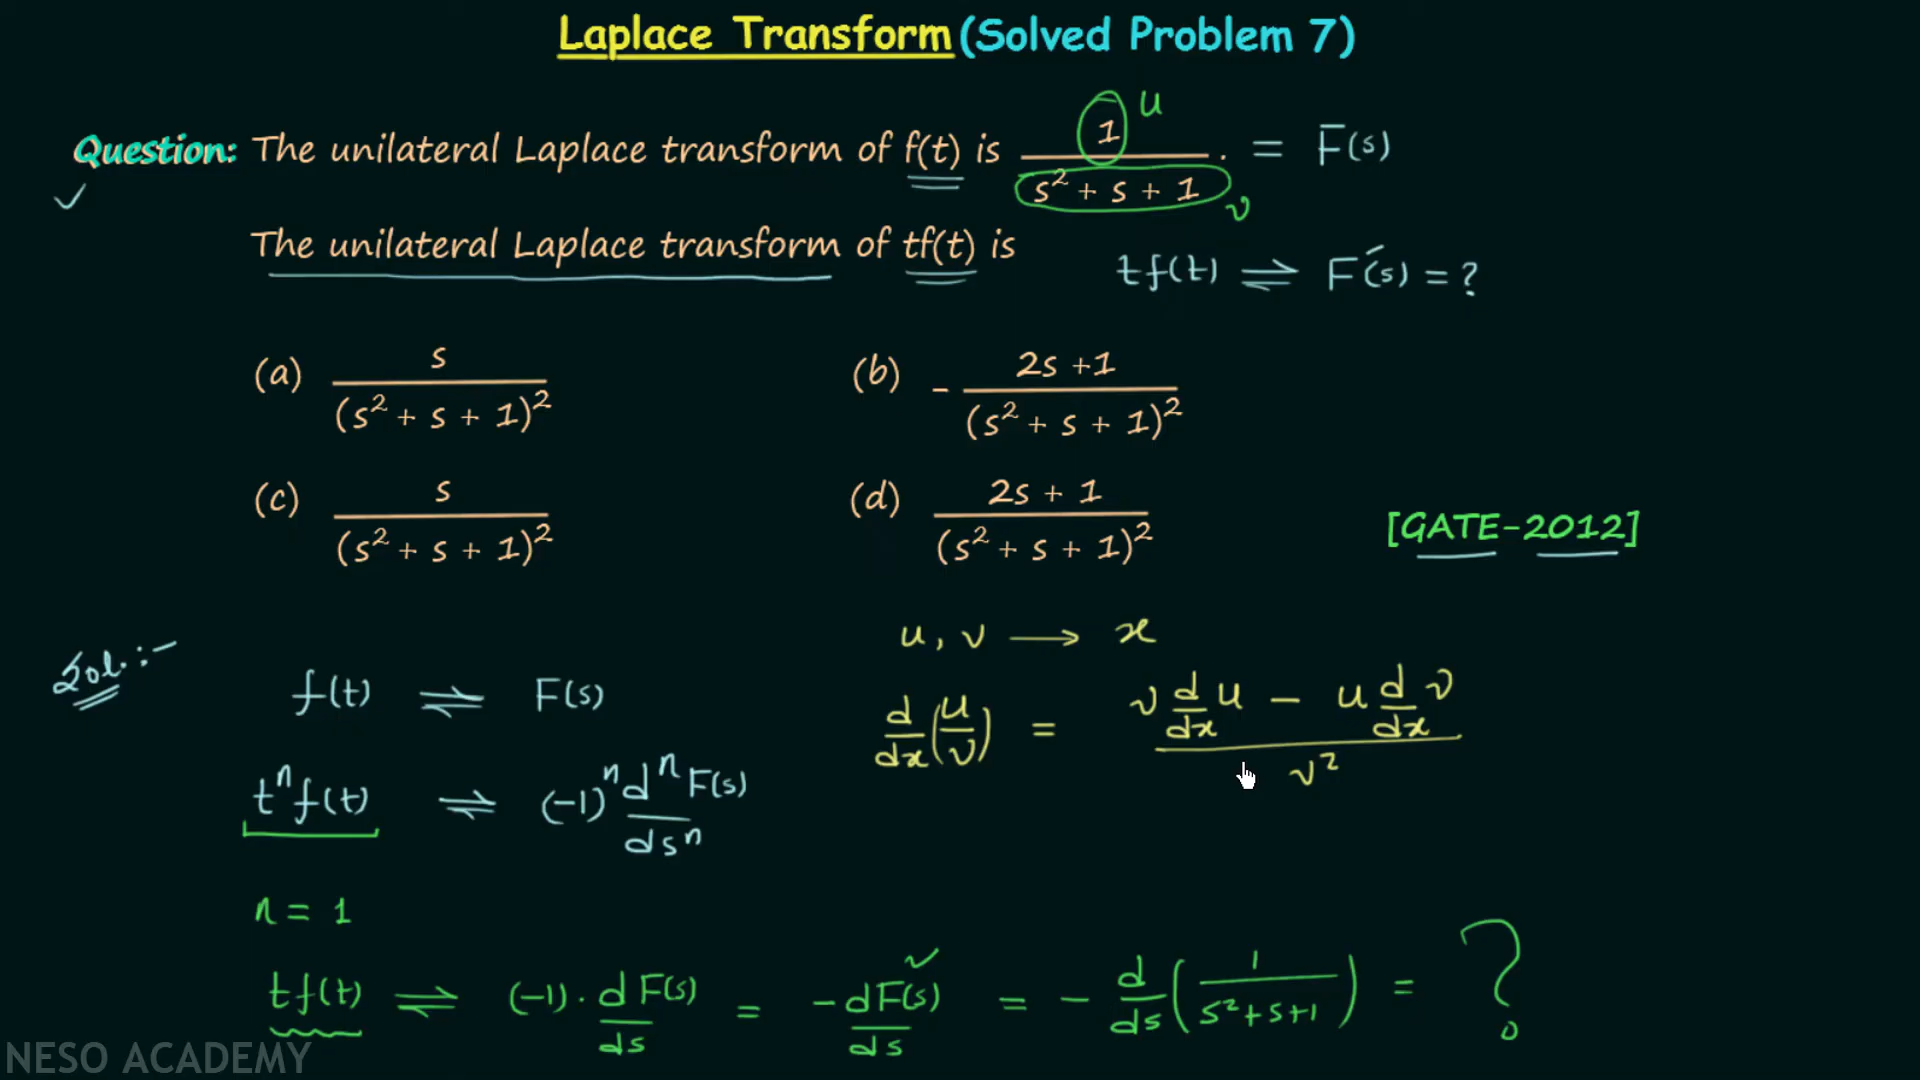 Laplace Transform (Solved Problem 7)
Question: The unilateral Laplace transform of f(t) is 1 / (s² + s + 1) . = F(s)
u
v
The unilateral Laplace transform of tf(t) is
tf(t) ⇌ F'(s) = ?
(a) s / (s² + s + 1)²
(b) - (2s +1) / (s² + s + 1)²
(c) s / (s² + s + 1)²
(d) (2s + 1) / (s² + s + 1)²
[GATE-2012]
Sol. :-
u, v → x
f(t) ⇌ F(s)
d/dx (u/v) = (v d/dx u - u d/dx v) / v²
tⁿf(t) ⇌ (-1)ⁿ dⁿF(s) / dsⁿ
n = 1
tf(t) ⇌ (-1) · dF(s)/ds = -dF(s)/ds = - d/ds (1 / (s²+s+1)) = ?
NESO ACADEMY